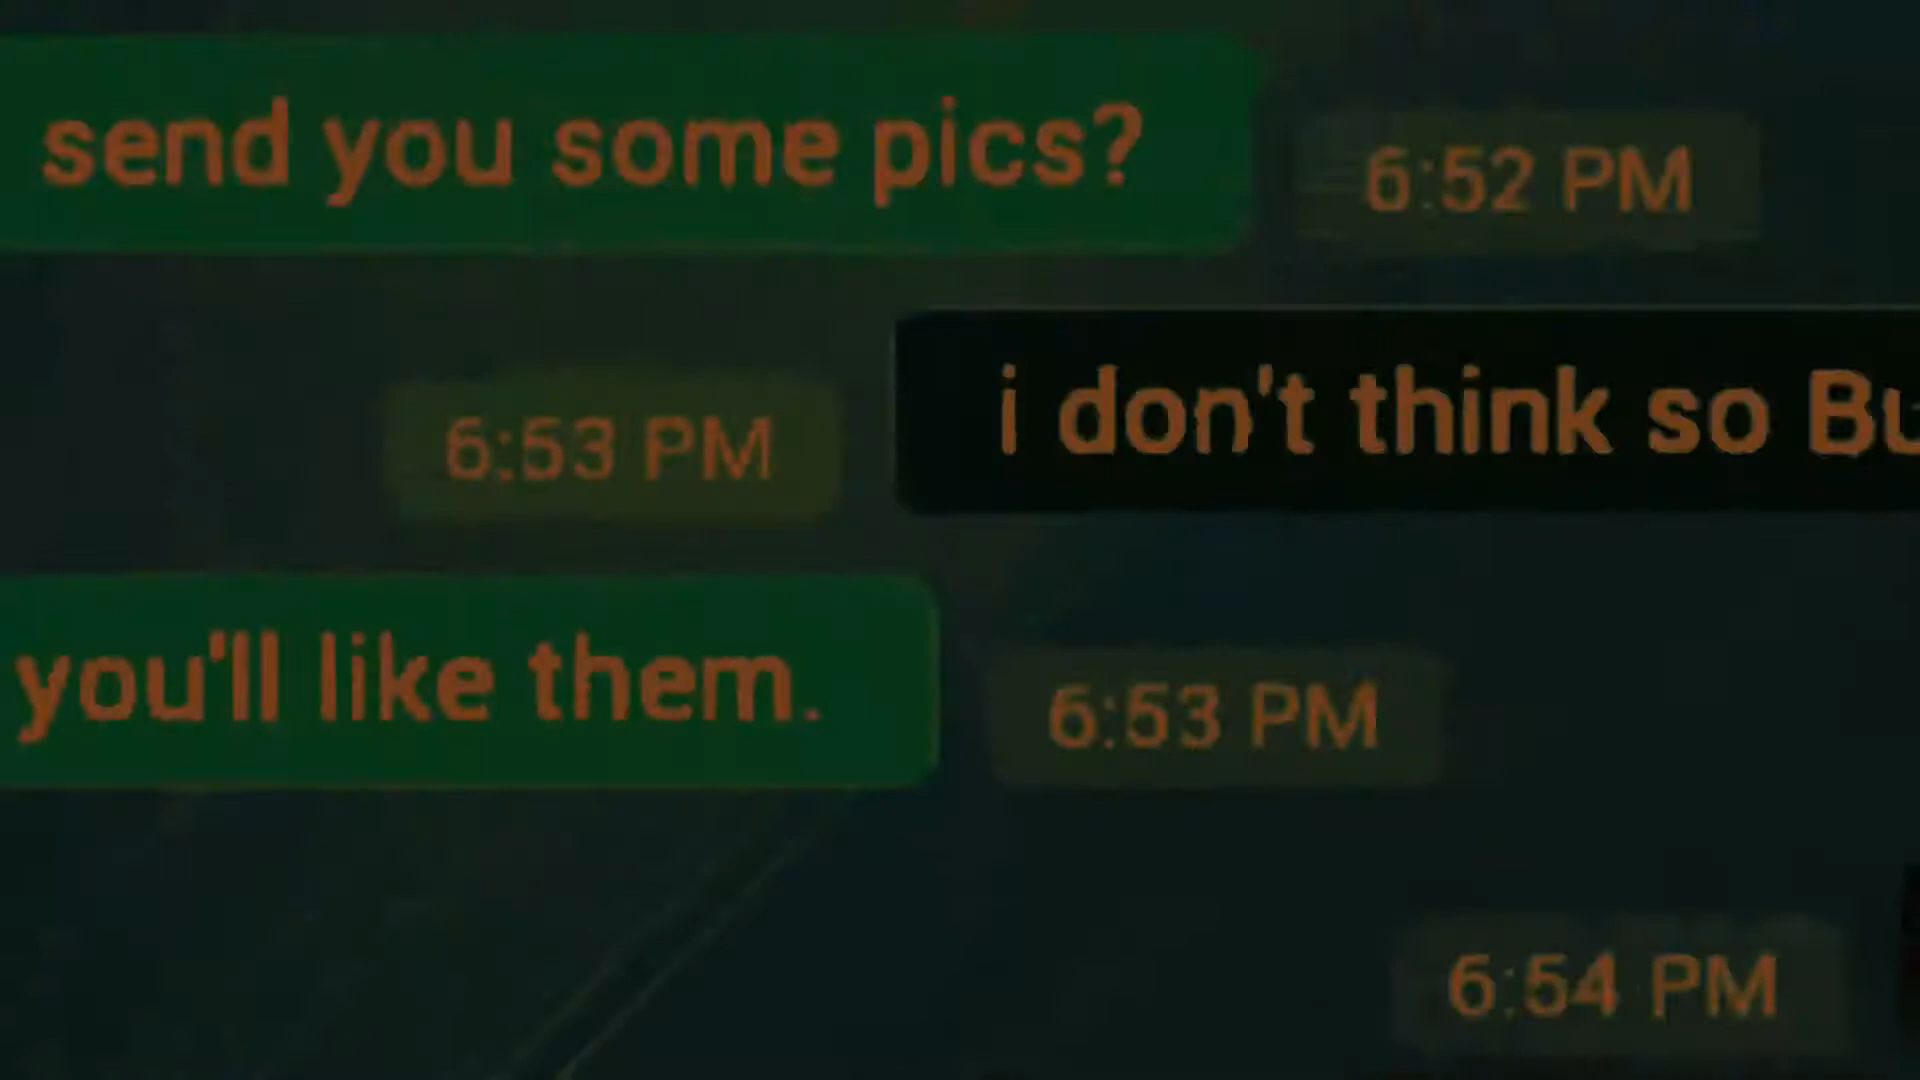 send you some pics? 6:52 PM
6:53 PM i don't think so
you'll like them. 6:53 PM
6:54 PM